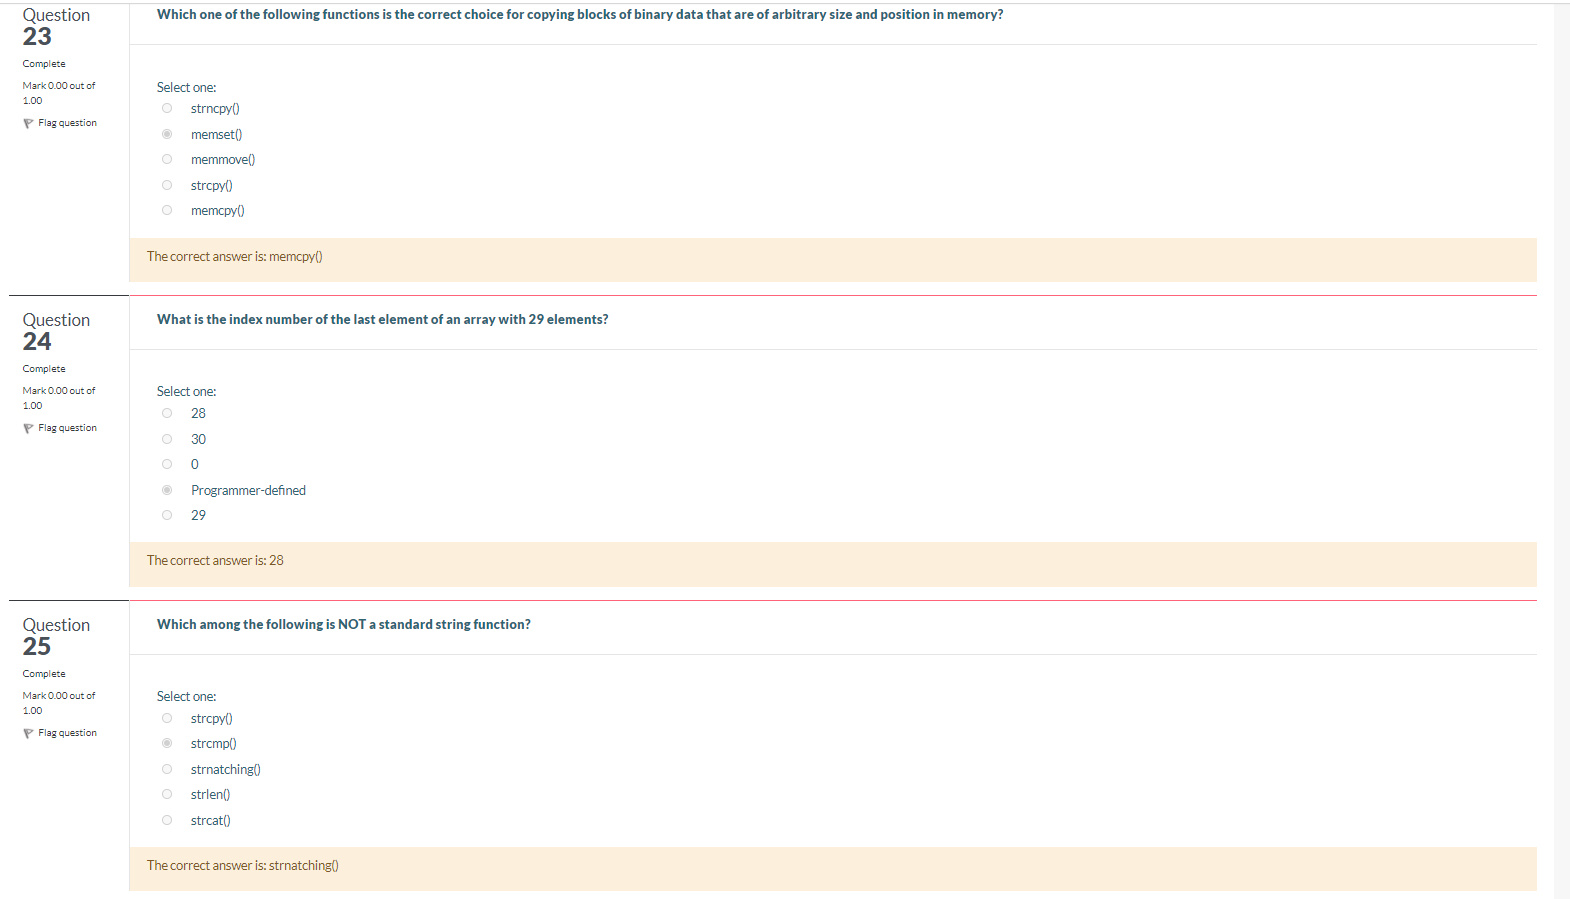 Question
23
Complete
Mark 0.00 out of
1.00
Flag question
Which one of the following functions is the correct choice for copying blocks of binary data that are of arbitrary size and position in memory?
Select one:
strncpy()
memset()
memmove()
strcpy()
memcpy()
The correct answer is: memcpy()
Question
24
Complete
Mark 0.00 out of
1.00
Flag question
What is the index number of the last element of an array with 29 elements?
Select one:
28
30
0
Programmer-defined
29
The correct answer is: 28
Question
25
Complete
Mark 0.00 out of
1.00
Flag question
Which among the following is NOT a standard string function?
Select one:
strcpy()
strcmp()
strnatching()
strlen()
strcat()
The correct answer is: strnatching()